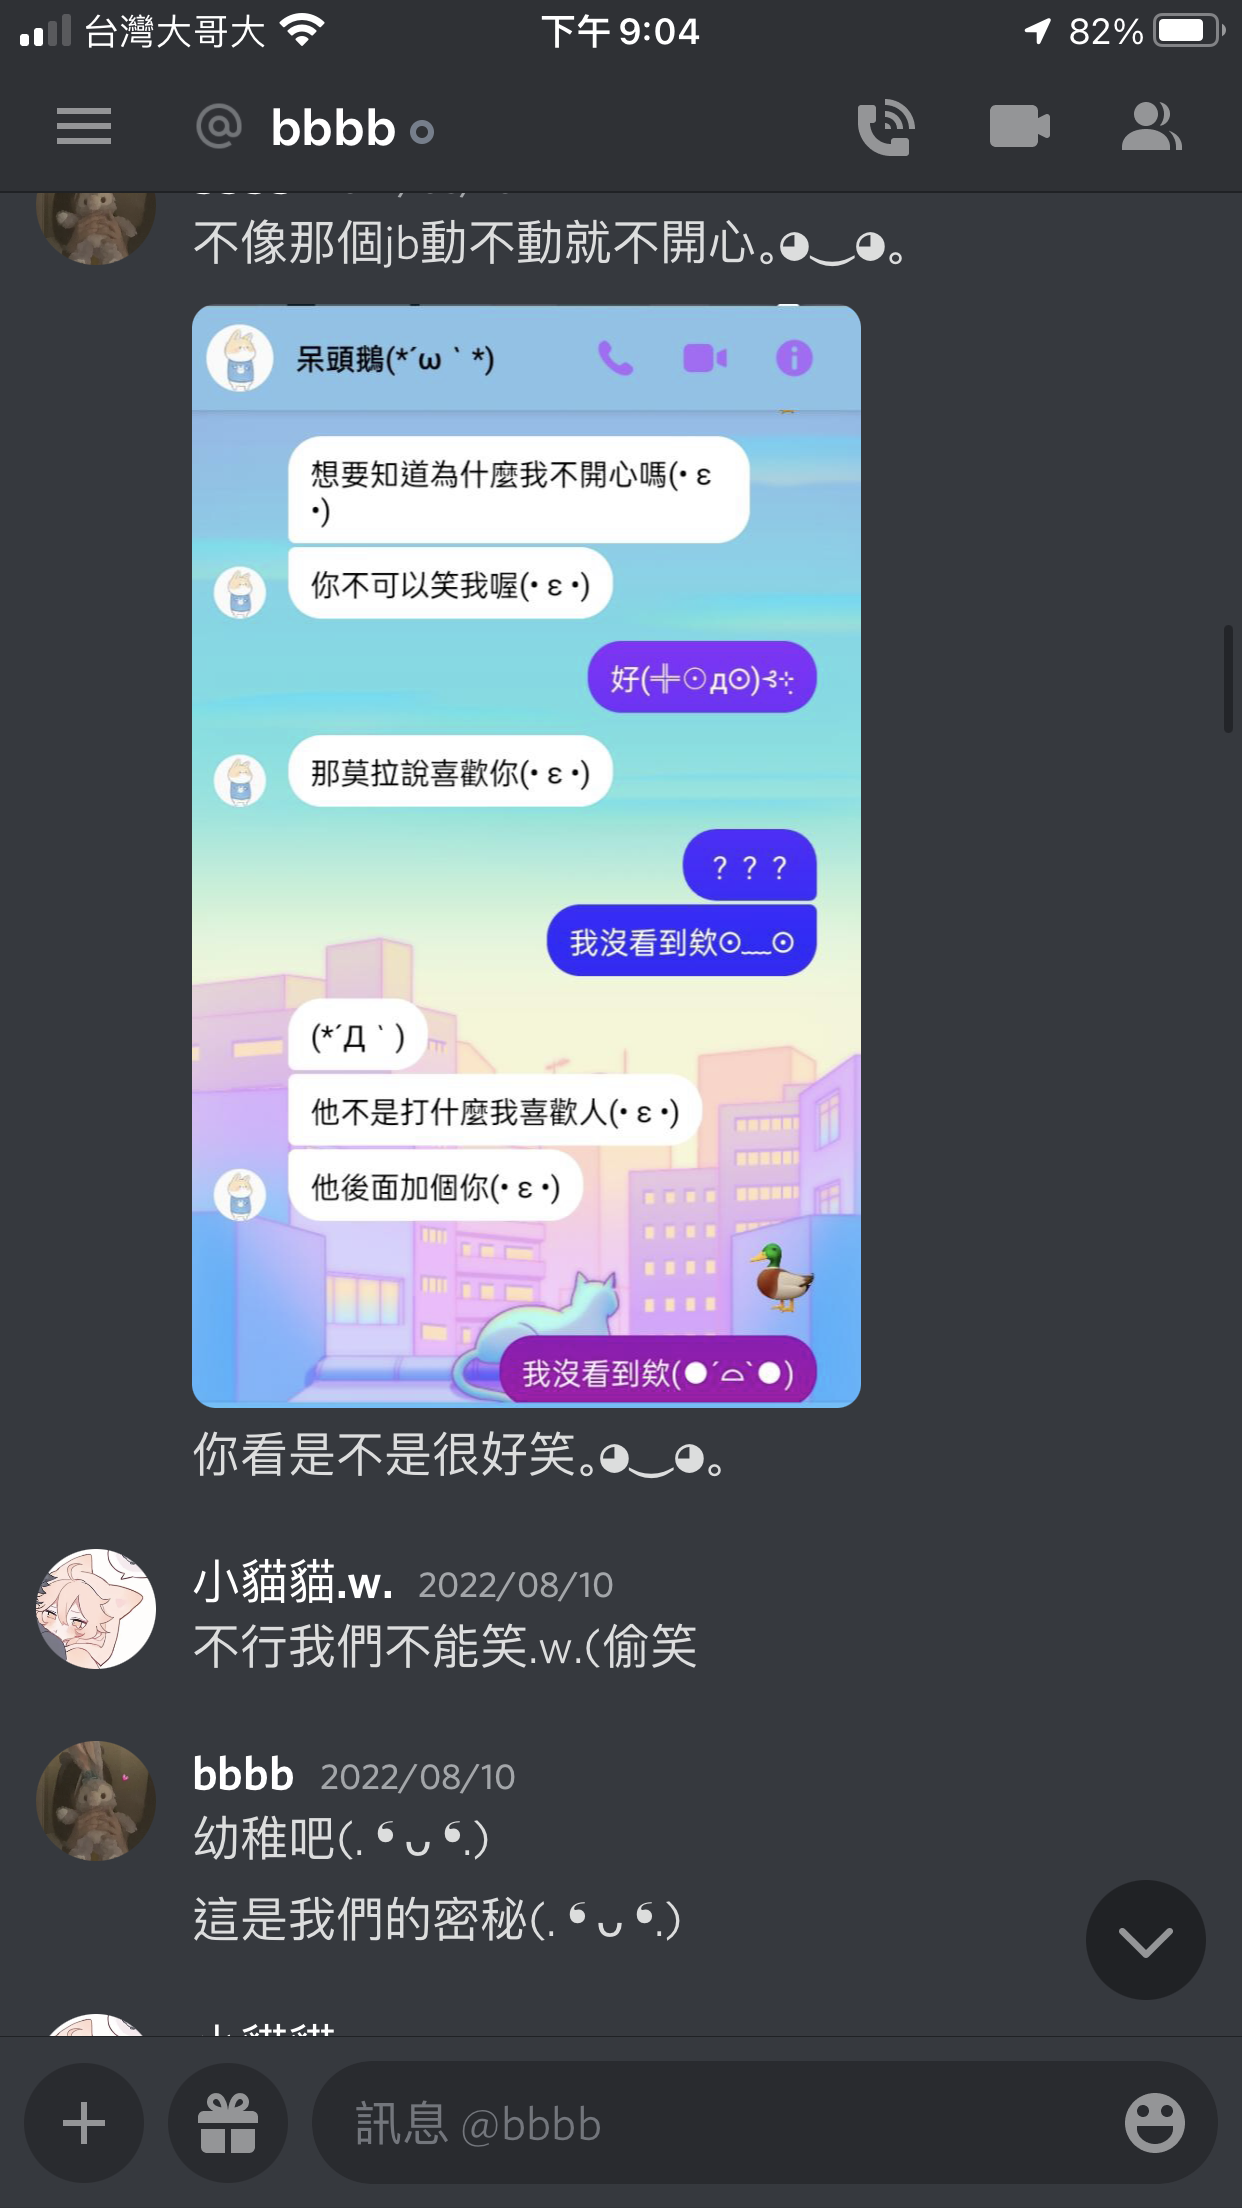 台灣大哥大
下午 9:04
82%
@ bbbb
不像那個jb動不動就不開心｡◕‿◕｡
呆頭鵝(*´ω｀*)
想要知道為什麼我不開心嗎(• ε
•)
你不可以笑我喔(• ε •)
好(╬☉д⊙)⊰⊹ฺ
那莫拉說喜歡你(• ε •)
？？？
我沒看到欸⊙﹏⊙
(*´Д｀)
他不是打什麼我喜歡人(• ε •)
他後面加個你(• ε •)
我沒看到欸(●´⌓`●)
你看是不是很好笑｡◕‿◕｡
小貓貓.w. 2022/08/10
不行我們不能笑.w.(偷笑
bbbb 2022/08/10
幼稚吧(. ❛ ᴗ ❛.)
這是我們的密秘(. ❛ ᴗ ❛.)
小貓貓
訊息 @bbbb